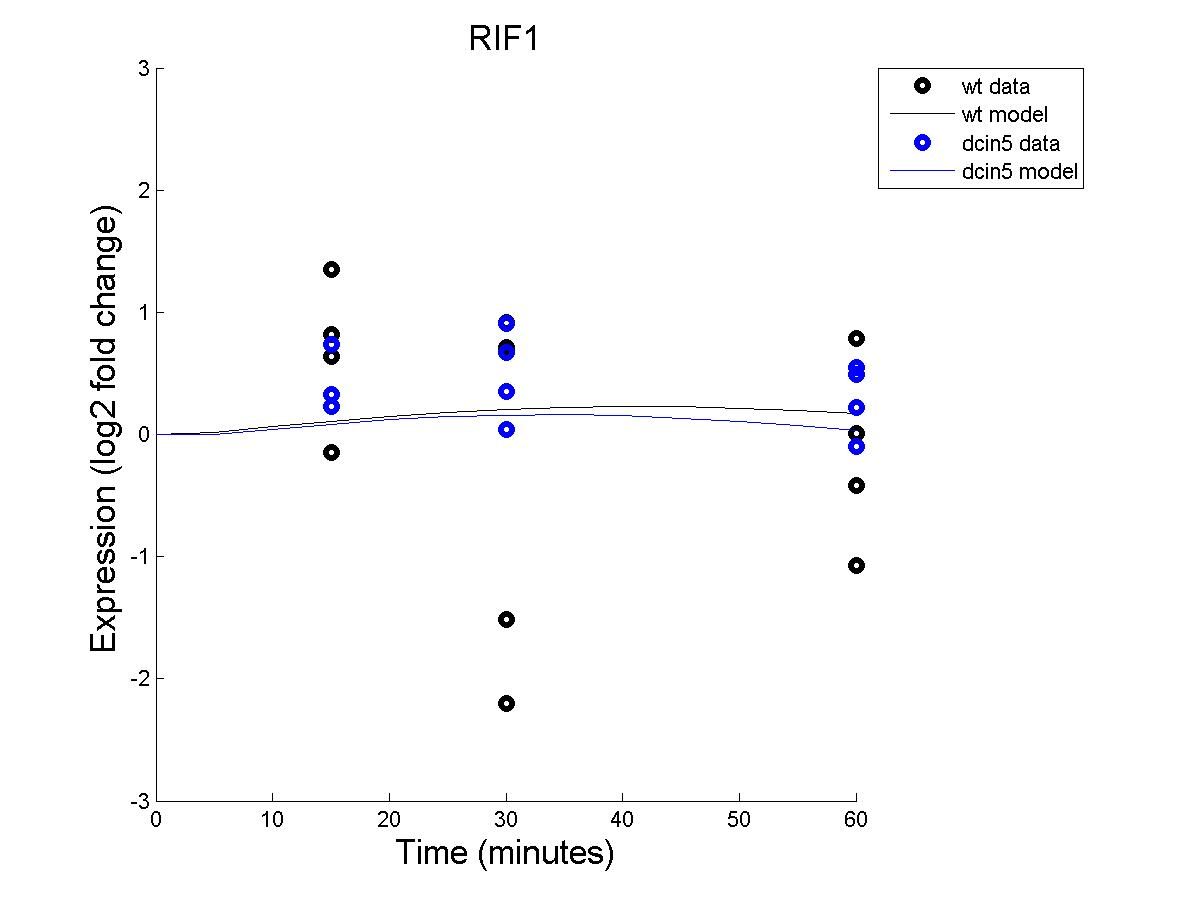 RIF1
3
2
1
0
-1
-2
-3
0 10 20 30 40 50 60
Expression (log2 fold change)
Time (minutes)
wt data
wt model
dcin5 data
dcin5 model